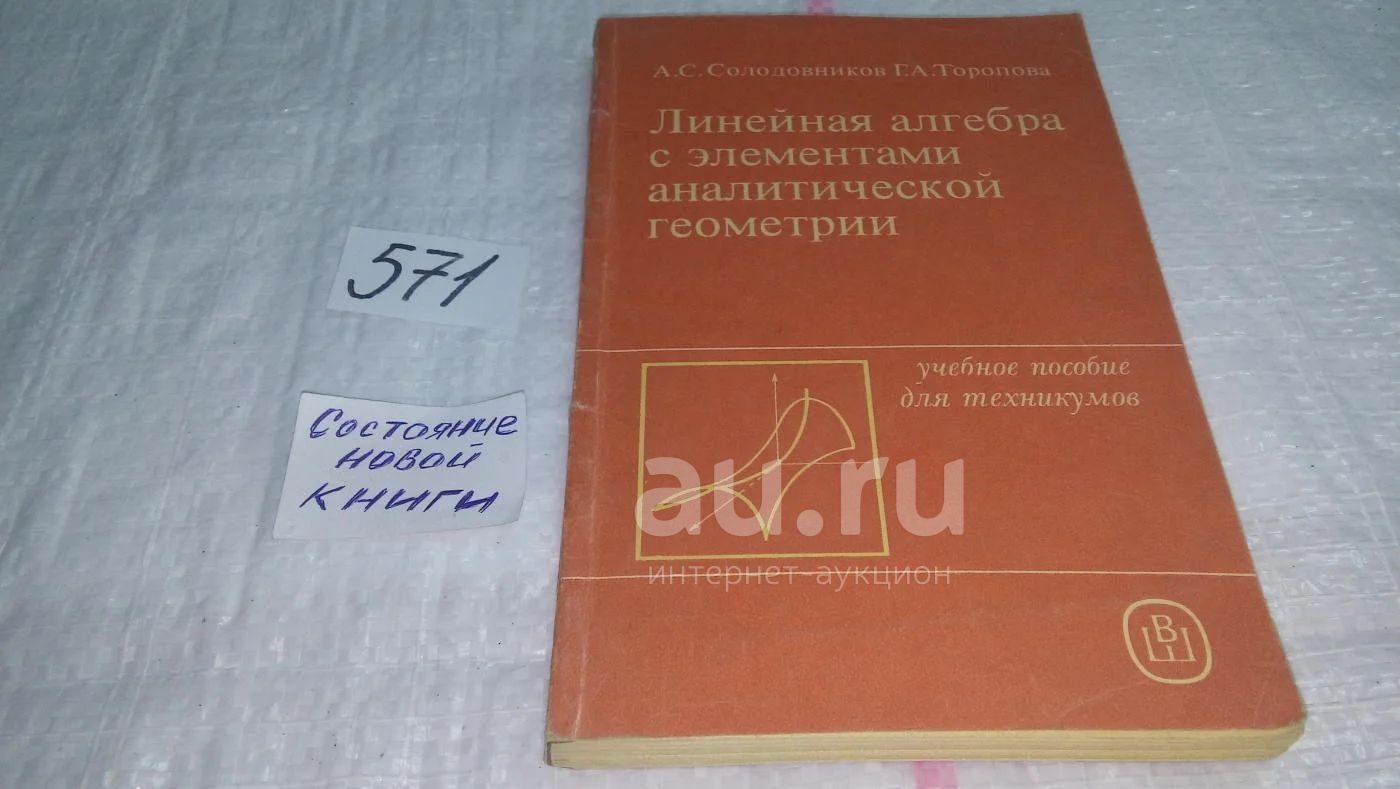 А.С. Солодовников Г.А. Торопова
Линейная алгебра
с элементами
аналитической
геометрии
учебное пособие
для техникумов
ВШ
571
Состояние
новой
книги
au.ru
интернет-аукцион